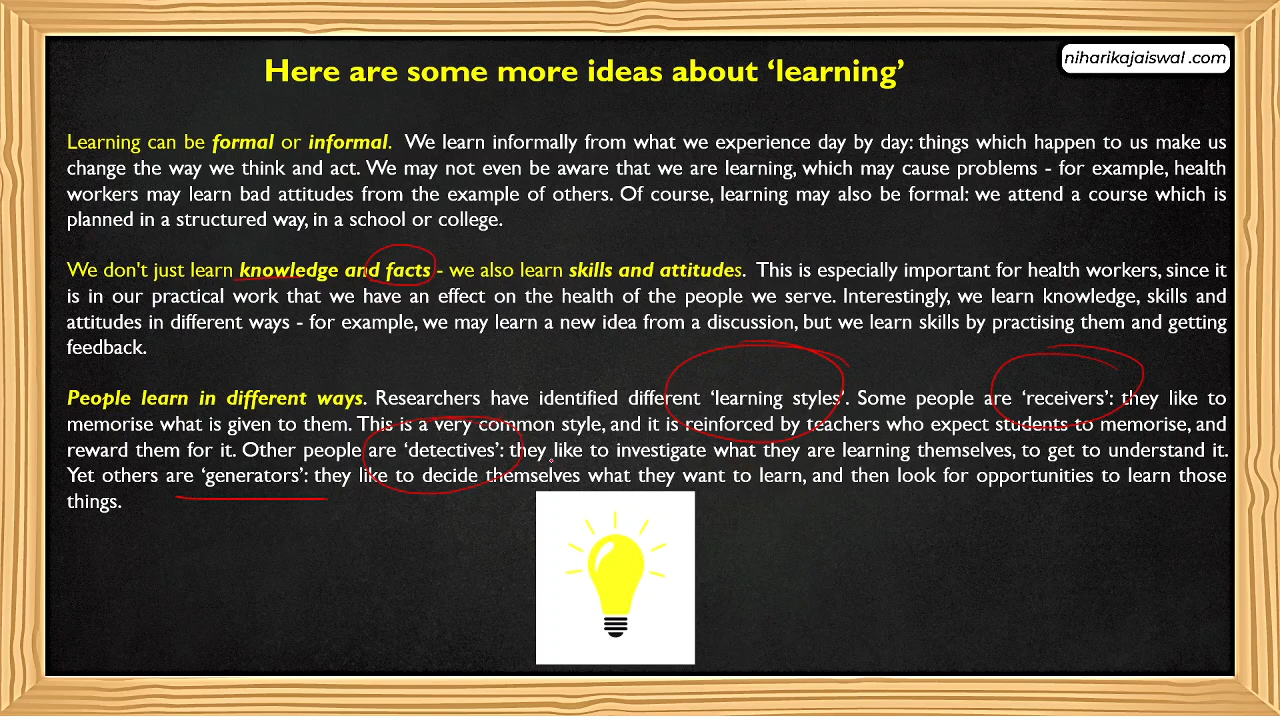 Here are some more ideas about ‘learning’
niharikajaiswal .com
Learning can be formal or informal. We learn informally from what we experience day by day: things which happen to us make us
change the way we think and act. We may not even be aware that we are learning, which may cause problems - for example, health
workers may learn bad attitudes from the example of others. Of course, learning may also be formal: we attend a course which is
planned in a structured way, in a school or college.
We don't just learn knowledge and facts - we also learn skills and attitudes. This is especially important for health workers, since it
is in our practical work that we have an effect on the health of the people we serve. Interestingly, we learn knowledge, skills and
attitudes in different ways - for example, we may learn a new idea from a discussion, but we learn skills by practising them and getting
feedback.
People learn in different ways. Researchers have identified different ‘learning styles’. Some people are ‘receivers’: they like to
memorise what is given to them. This is a very common style, and it is reinforced by teachers who expect students to memorise, and
reward them for it. Other people are ‘detectives’: they like to investigate what they are learning themselves, to get to understand it.
Yet others are ‘generators’: they like to decide themselves what they want to learn, and then look for opportunities to learn those
things.